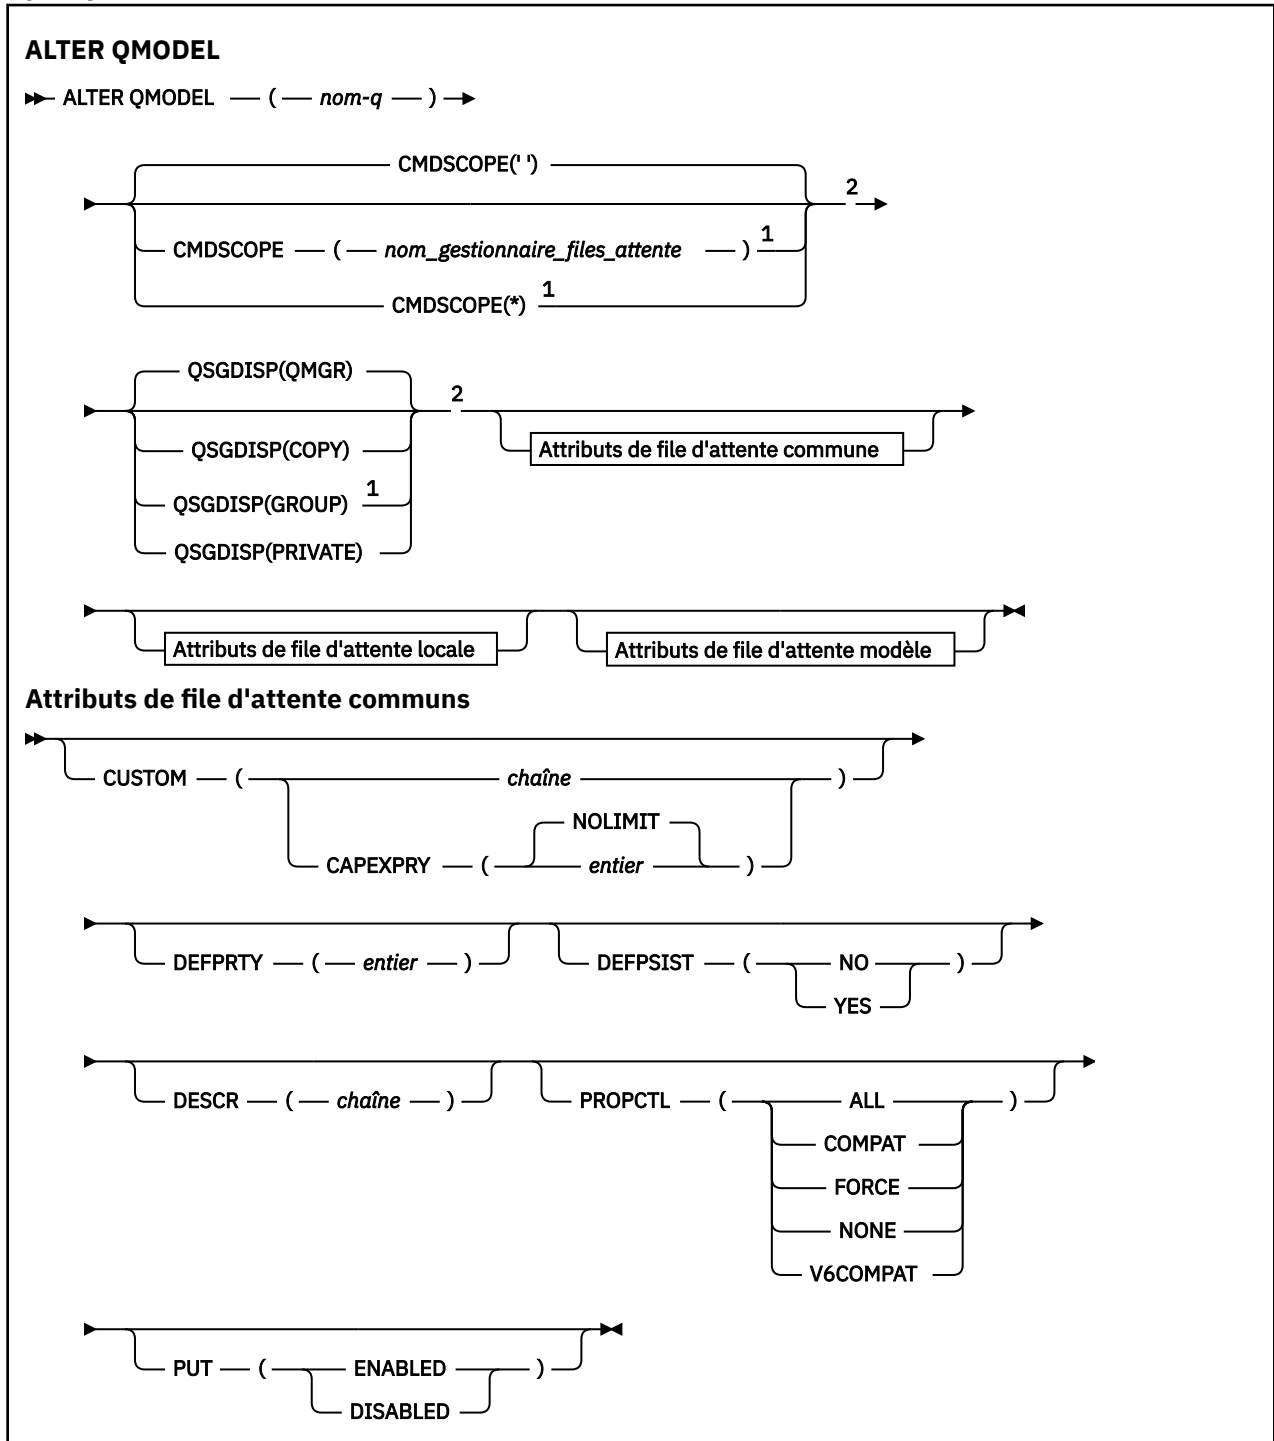 ALTER QMODEL
ALTER QMODEL ( nom-q )
CMDSCOPE(' ')
2
CMDSCOPE ( nom_gestionnaire_files_attente ) 1
CMDSCOPE(*) 1
QSGDISP(QMGR)
2
QSGDISP(COPY)
Attributs de file d'attente commune
QSGDISP(GROUP) 1
QSGDISP(PRIVATE)
Attributs de file d'attente locale
Attributs de file d'attente modèle
Attributs de file d'attente communs
CUSTOM ( chaîne )
NOLIMIT
CAPEXPRY ( entier )
DEFPRTY ( entier )
DEFPSIST ( NO )
YES
DESCR ( chaîne )
PROPCTL ( ALL )
COMPAT
FORCE
NONE
V6COMPAT
PUT ( ENABLED )
DISABLED